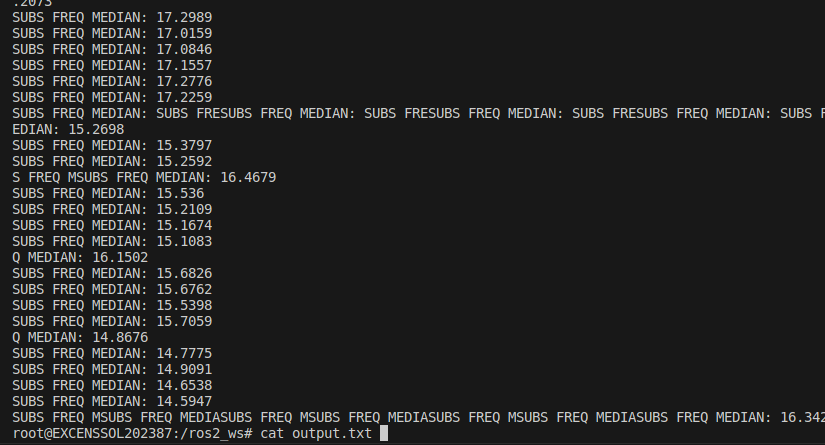 .2073
SUBS FREQ MEDIAN: 17.2989
SUBS FREQ MEDIAN: 17.0159
SUBS FREQ MEDIAN: 17.0846
SUBS FREQ MEDIAN: 17.1557
SUBS FREQ MEDIAN: 17.2776
SUBS FREQ MEDIAN: 17.2259
SUBS FREQ MEDIAN: SUBS FRESUBS FREQ MEDIAN: SUBS FRESUBS FREQ MEDIAN: SUBS FRESUBS FREQ MEDIAN: SUBS F
EDIAN: 15.2698
SUBS FREQ MEDIAN: 15.3797
SUBS FREQ MEDIAN: 15.2592
S FREQ MSUBS FREQ MEDIAN: 16.4679
SUBS FREQ MEDIAN: 15.536
SUBS FREQ MEDIAN: 15.2109
SUBS FREQ MEDIAN: 15.1674
SUBS FREQ MEDIAN: 15.1083
Q MEDIAN: 16.1502
SUBS FREQ MEDIAN: 15.6826
SUBS FREQ MEDIAN: 15.6762
SUBS FREQ MEDIAN: 15.5398
SUBS FREQ MEDIAN: 15.7059
Q MEDIAN: 14.8676
SUBS FREQ MEDIAN: 14.7775
SUBS FREQ MEDIAN: 14.9091
SUBS FREQ MEDIAN: 14.6538
SUBS FREQ MEDIAN: 14.5947
SUBS FREQ MSUBS FREQ MEDIASUBS FREQ MSUBS FREQ MEDIASUBS FREQ MSUBS FREQ MEDIASUBS FREQ MEDIAN: 16.342
root@EXCENSSOL202387:/ros2_ws# cat output.txt